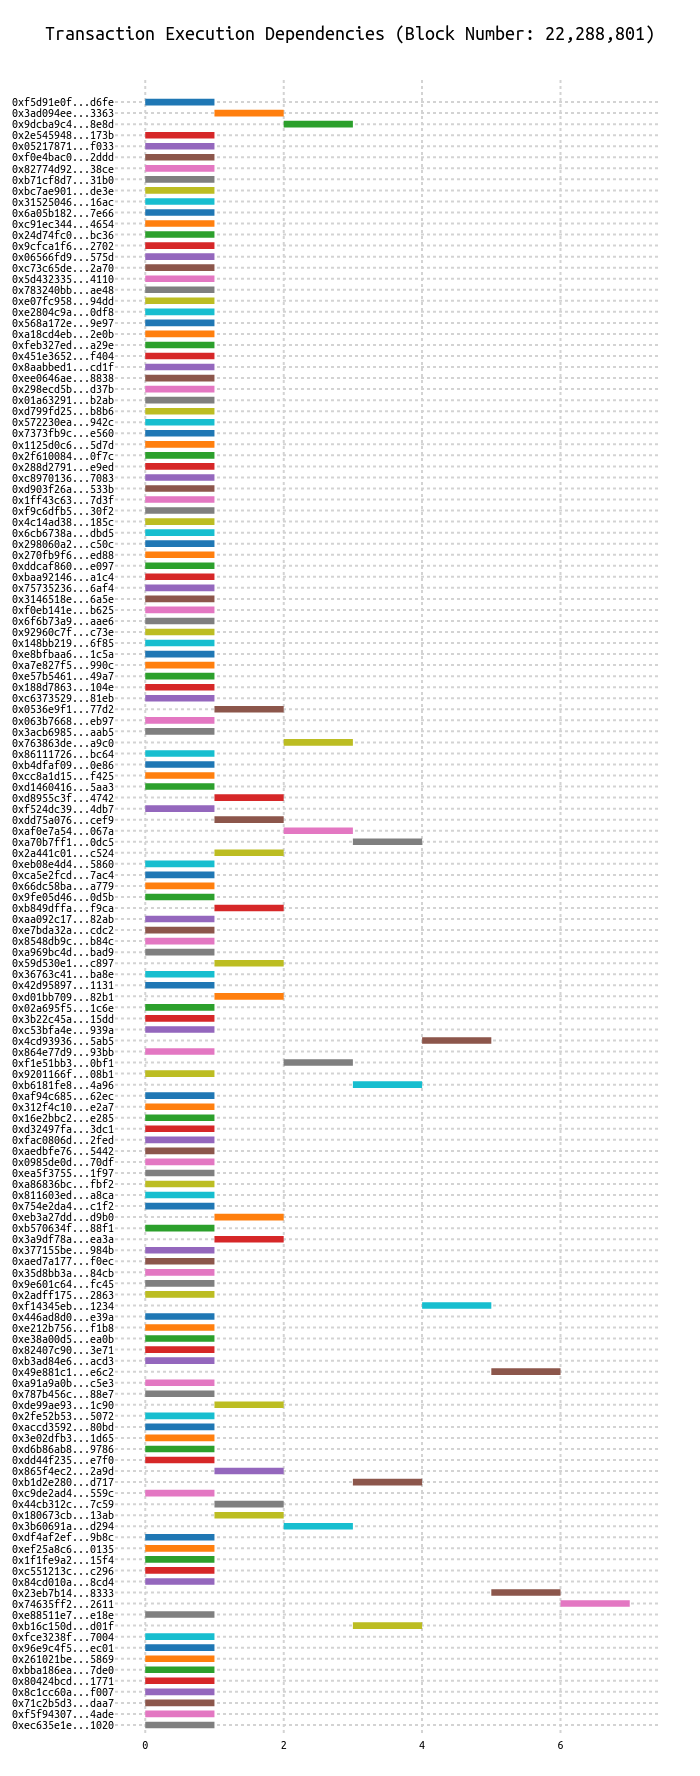 Transaction Execution Dependencies (Block Number: 22,288,801)
0xf5d91e0f...d6fe
0x3ad094ee...3363
0x9dcba9c4...8e8d
0x2e545948...173b
0x05217871...f033
0xf0e4bac0...2ddd
0x82774d92...38ce
0xb71cf8d7...31b0
0xbc7ae901...de3e
0x31525046...16ac
0x6a05b182...7e66
0xc91ec344...4654
0x24d74fc0...bc36
0x9cfca1f6...2702
0x06566fd9...575d
0xc73c65de...2a70
0x5d432335...4110
0x783240bb...ae48
0xe07fc958...94dd
0xe2804c9a...0df8
0x568a172e...9e97
0xa18cd4eb...2e0b
0xfeb327ed...a29e
0x451e3652...f404
0x8aabbed1...cd1f
0xee0646ae...8838
0x298ecd5b...d37b
0x01a63291...b2ab
0xd799fd25...b8b6
0x572230ea...942c
0x7373fb9c...e560
0x1125d0c6...5d7d
0x2f610084...0f7c
0x288d2791...e9ed
0xc8970136...7083
0xd903f26a...533b
0x1ff43c63...7d3f
0xf9c6dfb5...30f2
0x4c14ad38...185c
0x6cb6738a...dbd5
0x298060a2...c50c
0x270fb9f6...ed88
0xddcaf860...e097
0xbaa92146...a1c4
0x75735236...6af4
0x3146518e...6a5e
0xf0eb141e...b625
0x6f6b73a9...aae6
0x92960c7f...c73e
0x148bb219...6f85
0xe8bfbaa6...1c5a
0xa7e827f5...990c
0xe57b5461...49a7
0x188d7863...104e
0xc6373529...81eb
0x0536e9f1...77d2
0x063b7668...eb97
0x3acb6985...aab5
0x763863de...a9c0
0x86111726...bc64
0xb4dfaf09...0e86
0xcc8a1d15...f425
0xd1460416...5aa3
0xd8955c3f...4742
0xf524dc39...4db7
0xdd75a076...cef9
0xaf0e7a54...067a
0xa70b7ff1...0dc5
0x2a441c01...c524
0xeb08e4d4...5860
0xca5e2fcd...7ac4
0x66dc58ba...a779
0x9fe05d46...0d5b
0xb849dffa...f9ca
0xaa092c17...82ab
0xe7bda32a...cdc2
0x8548db9c...b84c
0xa969bc4d...bad9
0x59d530e1...c897
0x36763c41...ba8e
0x42d95897...1131
0xd01bb709...82b1
0x02a695f5...1c6e
0x3b22c45a...15dd
0xc53bfa4e...939a
0x4cd93936...5ab5
0x864e77d9...93bb
0xf1e51bb3...0bf1
0x9201166f...08b1
0xb6181fe8...4a96
0xaf94c685...62ec
0x312f4c10...e2a7
0x16e2bbc2...e285
0xd32497fa...3dc1
0xfac0806d...2fed
0xaedbfe76...5442
0x0985de0d...70df
0xea5f3755...1f97
0xa86836bc...fbf2
0x811603ed...a8ca
0x754e2da4...c1f2
0xeb3a27dd...d9b0
0xb570634f...88f1
0x3a9df78a...ea3a
0x377155be...984b
0xaed7a177...f0ec
0x35d8bb3a...84cb
0x9e601c64...fc45
0x2adff175...2863
0xf14345eb...1234
0x446ad8d0...e39a
0xe212b756...f1b8
0xe38a00d5...ea0b
0x82407c90...3e71
0xb3ad84e6...acd3
0x49e881c1...e6c2
0xa91a9a0b...c5e3
0x787b456c...88e7
0xde99ae93...1c90
0x2fe52b53...5072
0xaccd3592...80bd
0x3e02dfb3...1d65
0xd6b86ab8...9786
0xdd44f235...e7f0
0x865f4ec2...2a9d
0xb1d2e280...d717
0xc9de2ad4...559c
0x44cb312c...7c59
0x180673cb...13ab
0x3b60691a...d294
0xdf4af2ef...9b8c
0xef25a8c6...0135
0x1f1fe9a2...15f4
0xc551213c...c296
0x84cd010a...8cd4
0x23eb7b14...8333
0x74635ff2...2611
0xe88511e7...e18e
0xb16c150d...d01f
0xfce3238f...7004
0x96e9c4f5...ec01
0x261021be...5869
0xbba186ea...7de0
0x80424bcd...1771
0x8c1cc60a...f007
0x71c2b5d3...daa7
0xf5f94307...4ade
0xec635e1e...1020
0 2 4 6